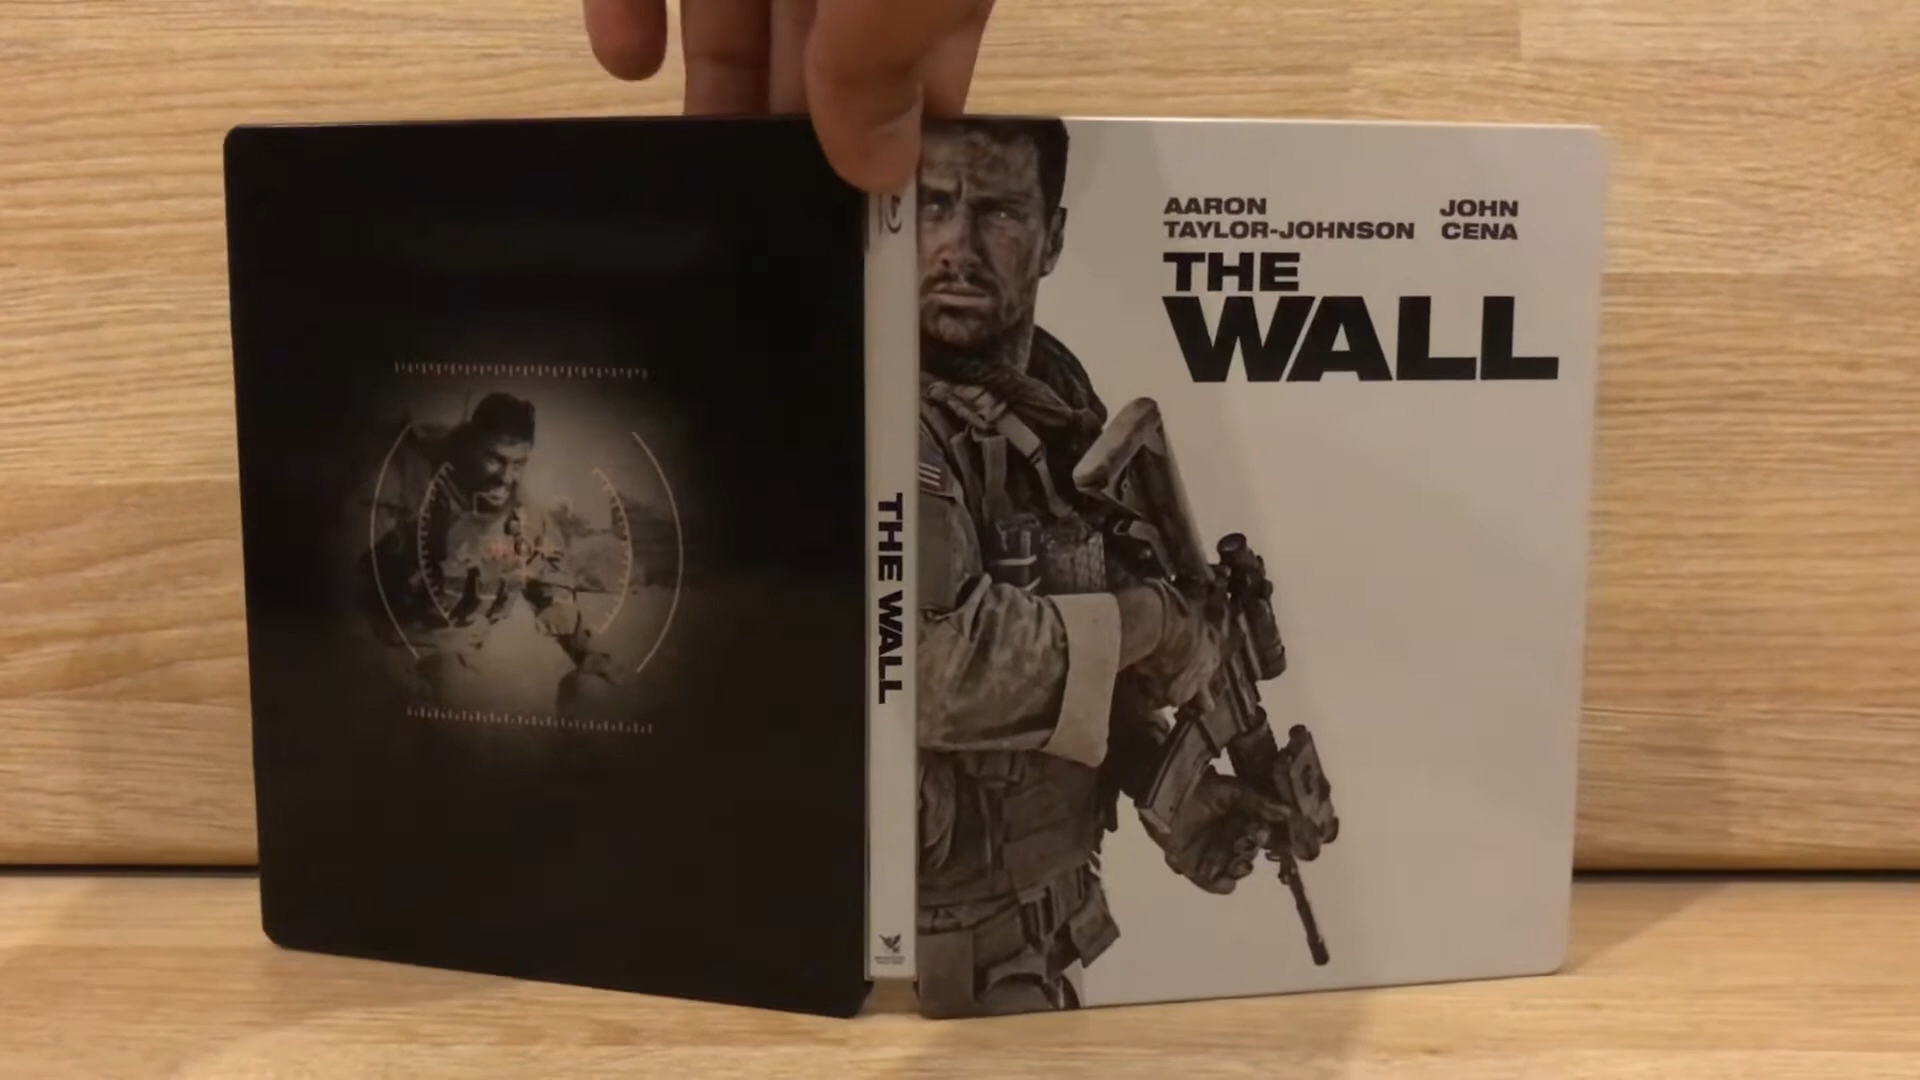 AARON
TAYLOR-JOHNSON
JOHN
CENA
THE
WALL
THE WALL